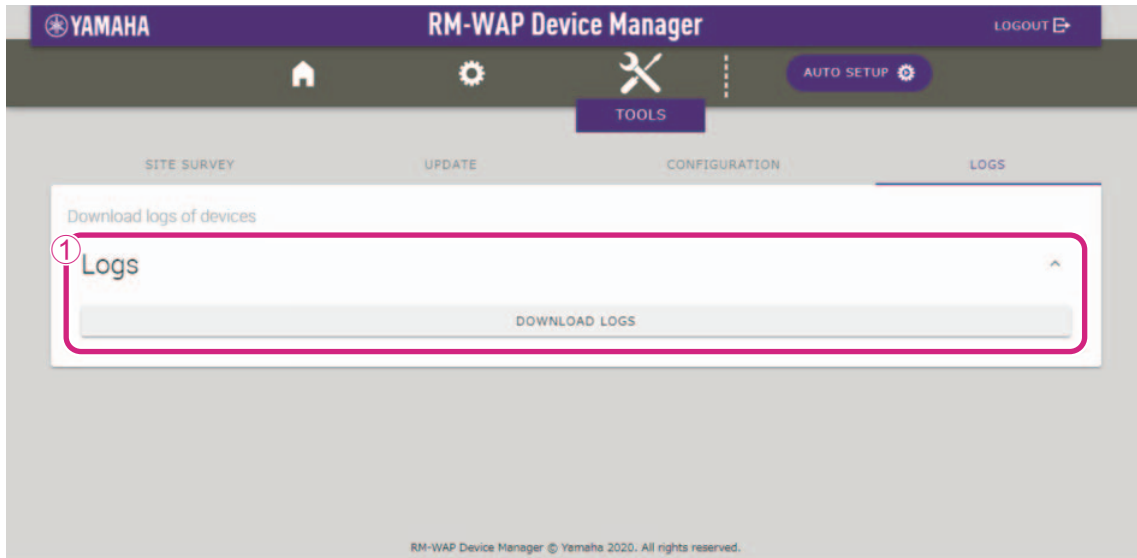 YAMAHA
RM-WAP Device Manager
LOGOUT
AUTO SETUP
TOOLS
SITE SURVEY UPDATE CONFIGURATION LOGS
Download logs of devices
①
Logs
DOWNLOAD LOGS
RM-WAP Device Manager © Yamaha 2020. All rights reserved.